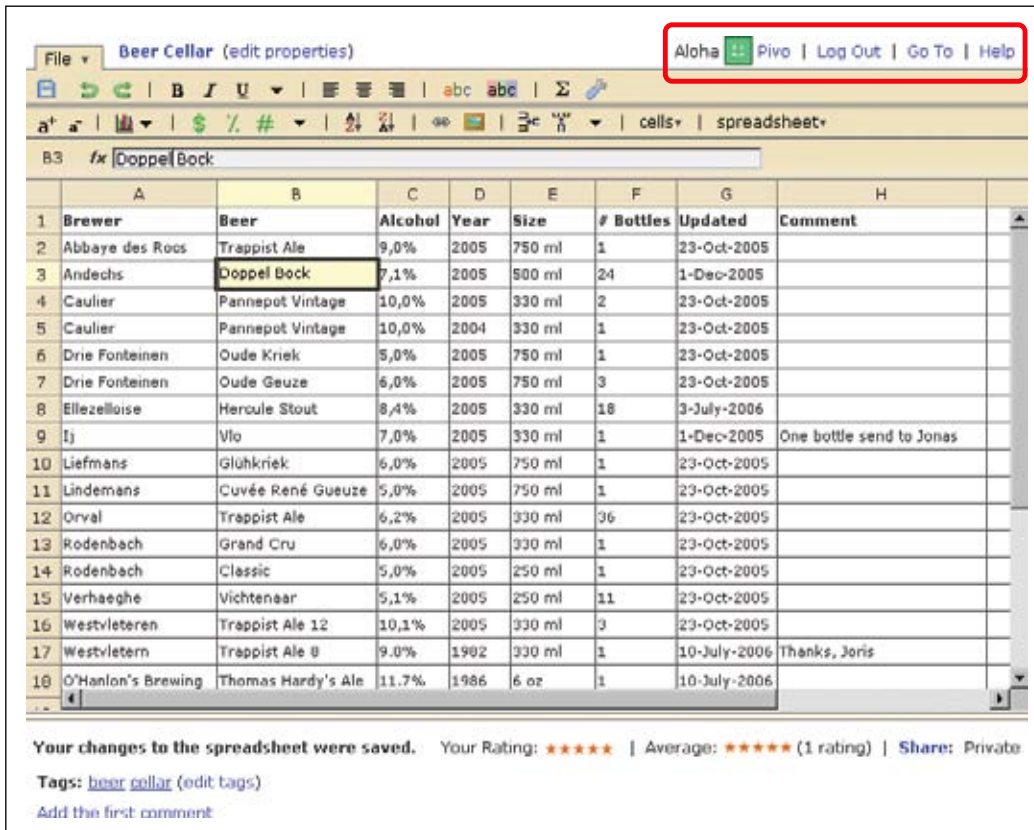 File Beer Cellar (edit properties) Aloha Pivo | Log Out | Go To | Help
B I U abc abc Σ
a+ a- $ % # A Z Z A cells spreadsheet
B3 fx Doppel Bock
A B C D E F G H
1 Brewer Beer Alcohol Year Size # Bottles Updated Comment
2 Abbaye des Rocs Trappist Ale 9,0% 2005 750 ml 1 23-Oct-2005
3 Andechs Doppel Bock 7,1% 2005 500 ml 24 1-Dec-2005
4 Caulier Pannepot Vintage 10,0% 2005 330 ml 2 23-Oct-2005
5 Caulier Pannepot Vintage 10,0% 2004 330 ml 1 23-Oct-2005
6 Drie Fonteinen Oude Kriek 5,0% 2005 750 ml 1 23-Oct-2005
7 Drie Fonteinen Oude Geuze 6,0% 2005 750 ml 3 23-Oct-2005
8 Ellezelloise Hercule Stout 8,4% 2005 330 ml 18 3-July-2006
9 Ij Vlo 7,0% 2005 330 ml 1 1-Dec-2005 One bottle send to Jonas
10 Liefmans Glühkriek 6,0% 2005 750 ml 1 23-Oct-2005
11 Lindemans Cuvée René Gueuze 5,0% 2005 750 ml 1 23-Oct-2005
12 Orval Trappist Ale 6,2% 2005 330 ml 36 23-Oct-2005
13 Rodenbach Grand Cru 6,0% 2005 330 ml 1 23-Oct-2005
14 Rodenbach Classic 5,0% 2005 250 ml 1 23-Oct-2005
15 Verhaeghe Vichtenaar 5,1% 2005 250 ml 11 23-Oct-2005
16 Westvleteren Trappist Ale 12 10,1% 2005 330 ml 3 23-Oct-2005
17 Westvletern Trappist Ale 8 9.0% 1982 330 ml 1 10-July-2006 Thanks, Joris
18 O'Hanlon's Brewing Thomas Hardy's Ale 11.7% 1986 6 oz 1 10-July-2006
Your changes to the spreadsheet were saved. Your Rating: ★★★★★ | Average: ★★★★★ (1 rating) | Share: Private
Tags: beer cellar (edit tags)
Add the first comment